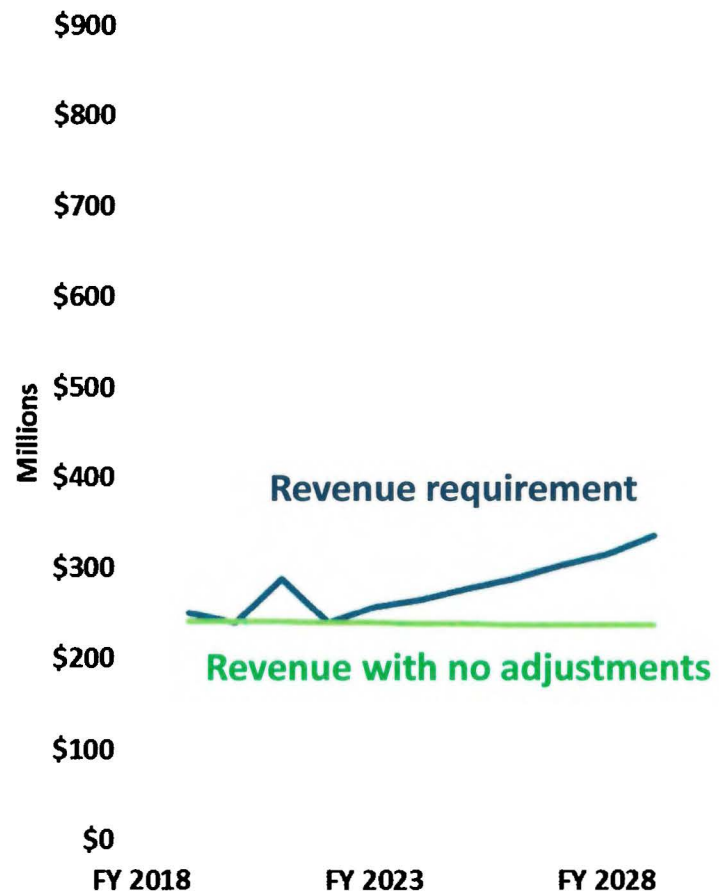 $900
$800
$700
$600
$500
Millions
$400
Revenue requirement
$300
$200
Revenue with no adjustments
$100
$0
FY 2018 FY 2023 FY 2028